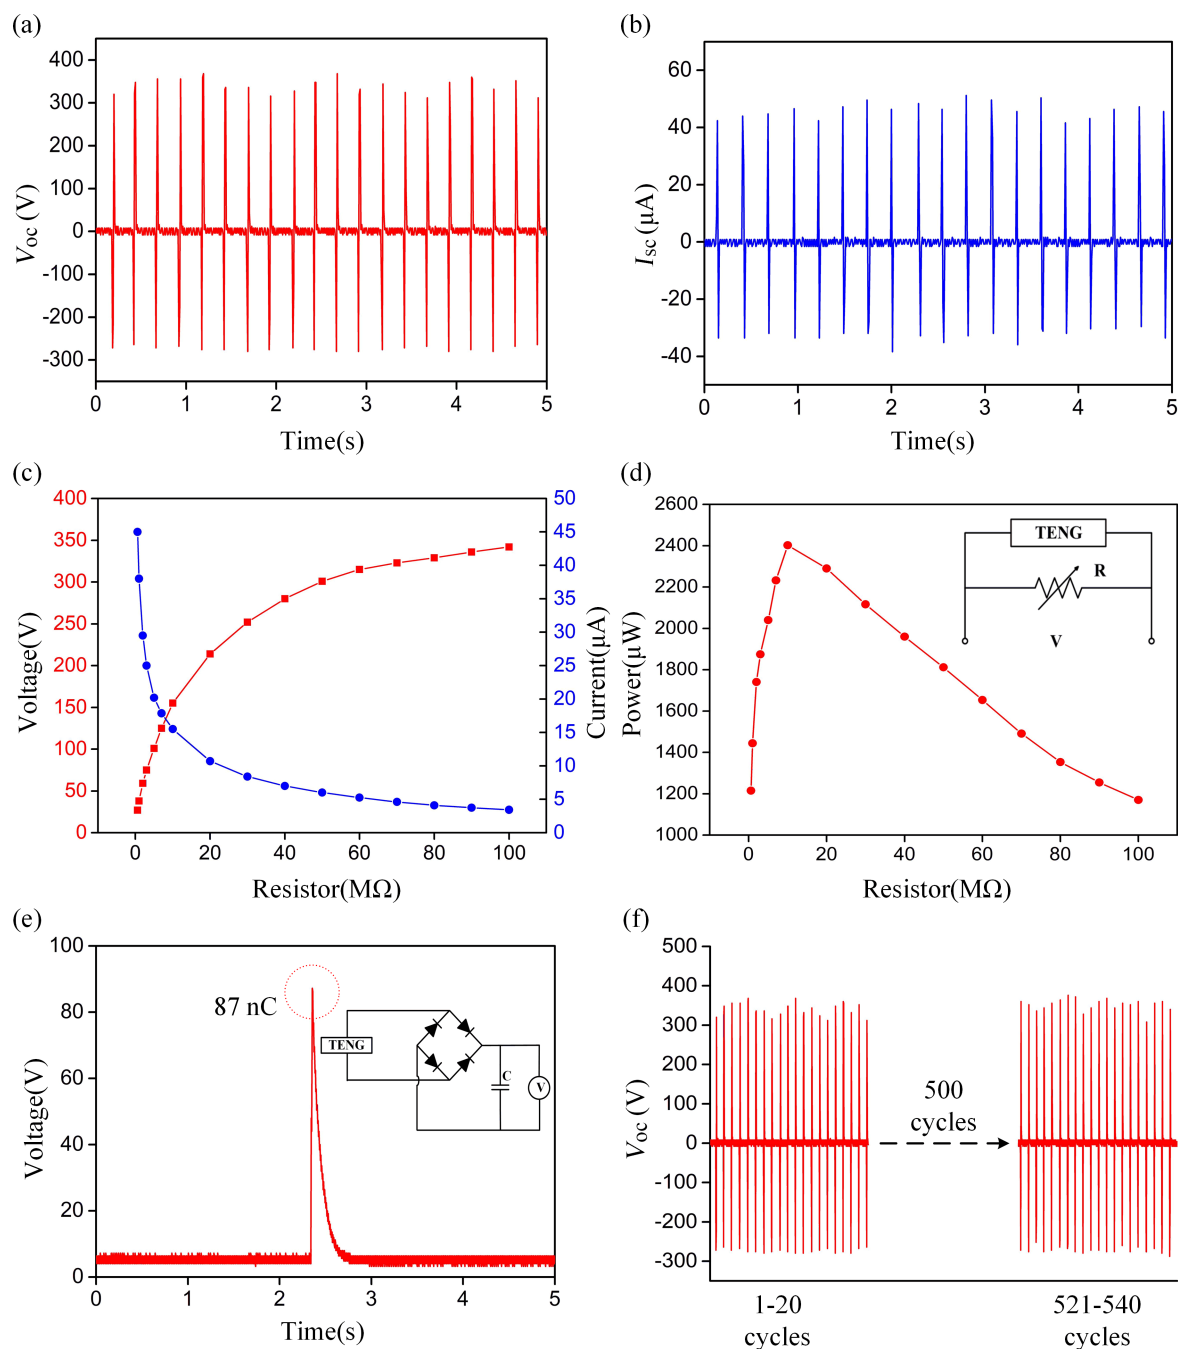 (a)
400
300
200
100
0
-100
-200
-300
Voc (V)
0 1 2 3 4 5
Time(s)
(b)
60
40
20
0
-20
-40
Isc (μA)
0 1 2 3 4 5
Time(s)
(c)
400
350
300
250
200
150
100
50
0
Voltage(V)
50
45
40
35
30
25
20
15
10
5
0
Current(μA)
0 20 40 60 80 100
Resistor(MΩ)
(d)
2600
2400
2200
2000
1800
1600
1400
1200
1000
Power(μW)
TENG
R
V
0 20 40 60 80 100
Resistor(MΩ)
(e)
100
80
60
40
20
0
Voltage(V)
87 nC
TENG
C
V
0 1 2 3 4 5
Time(s)
(f)
500
400
300
200
100
0
-100
-200
-300
Voc (V)
500
cycles
1-20
cycles
521-540
cycles